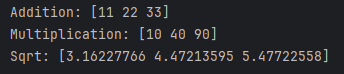 Addition: [11 22 33]
Multiplication: [10 40 90]
Sqrt: [3.16227766 4.47213595 5.47722558]